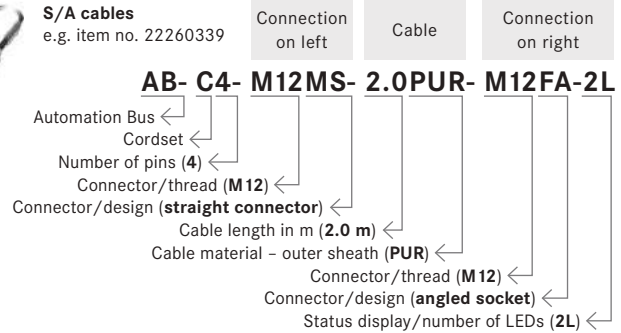 S/A cables
e.g. item no. 22260339
Connection
on left
Cable
Connection
on right
AB- C4- M12MS- 2.0PUR- M12FA-2L
Automation Bus
Cordset
Number of pins (4)
Connector/thread (M12)
Connector/design (straight connector)
Cable length in m (2.0 m)
Cable material – outer sheath (PUR)
Connector/thread (M12)
Connector/design (angled socket)
Status display/number of LEDs (2L)